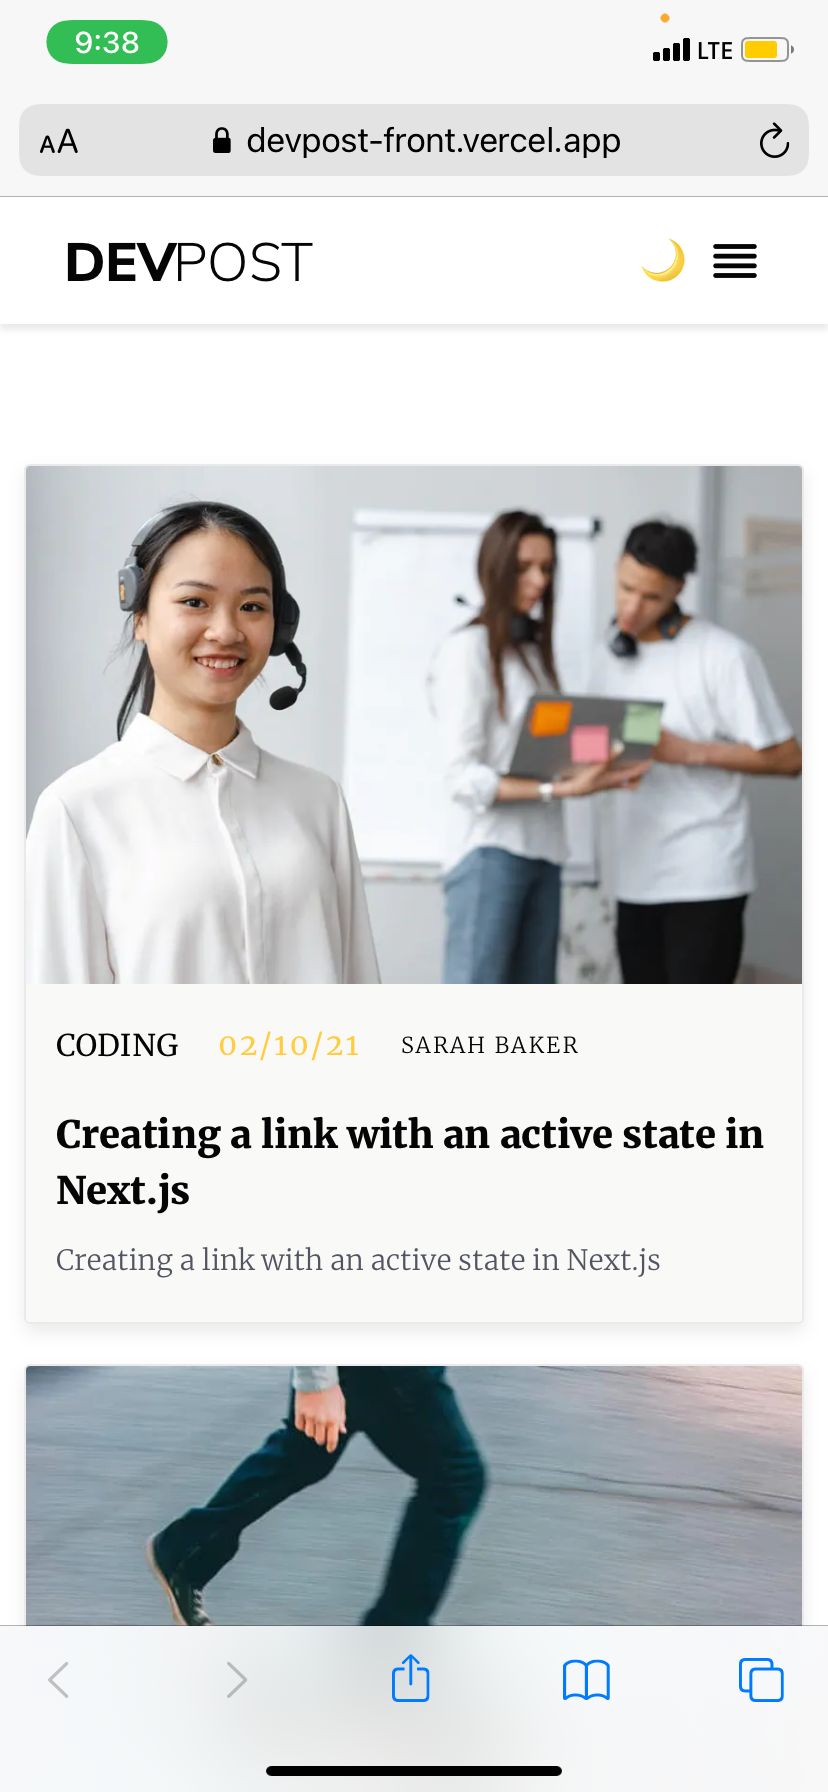 9:38
LTE
AA
devpost-front.vercel.app
DEVPOST
CODING 02/10/21 SARAH BAKER
Creating a link with an active state in
Next.js
Creating a link with an active state in Next.js